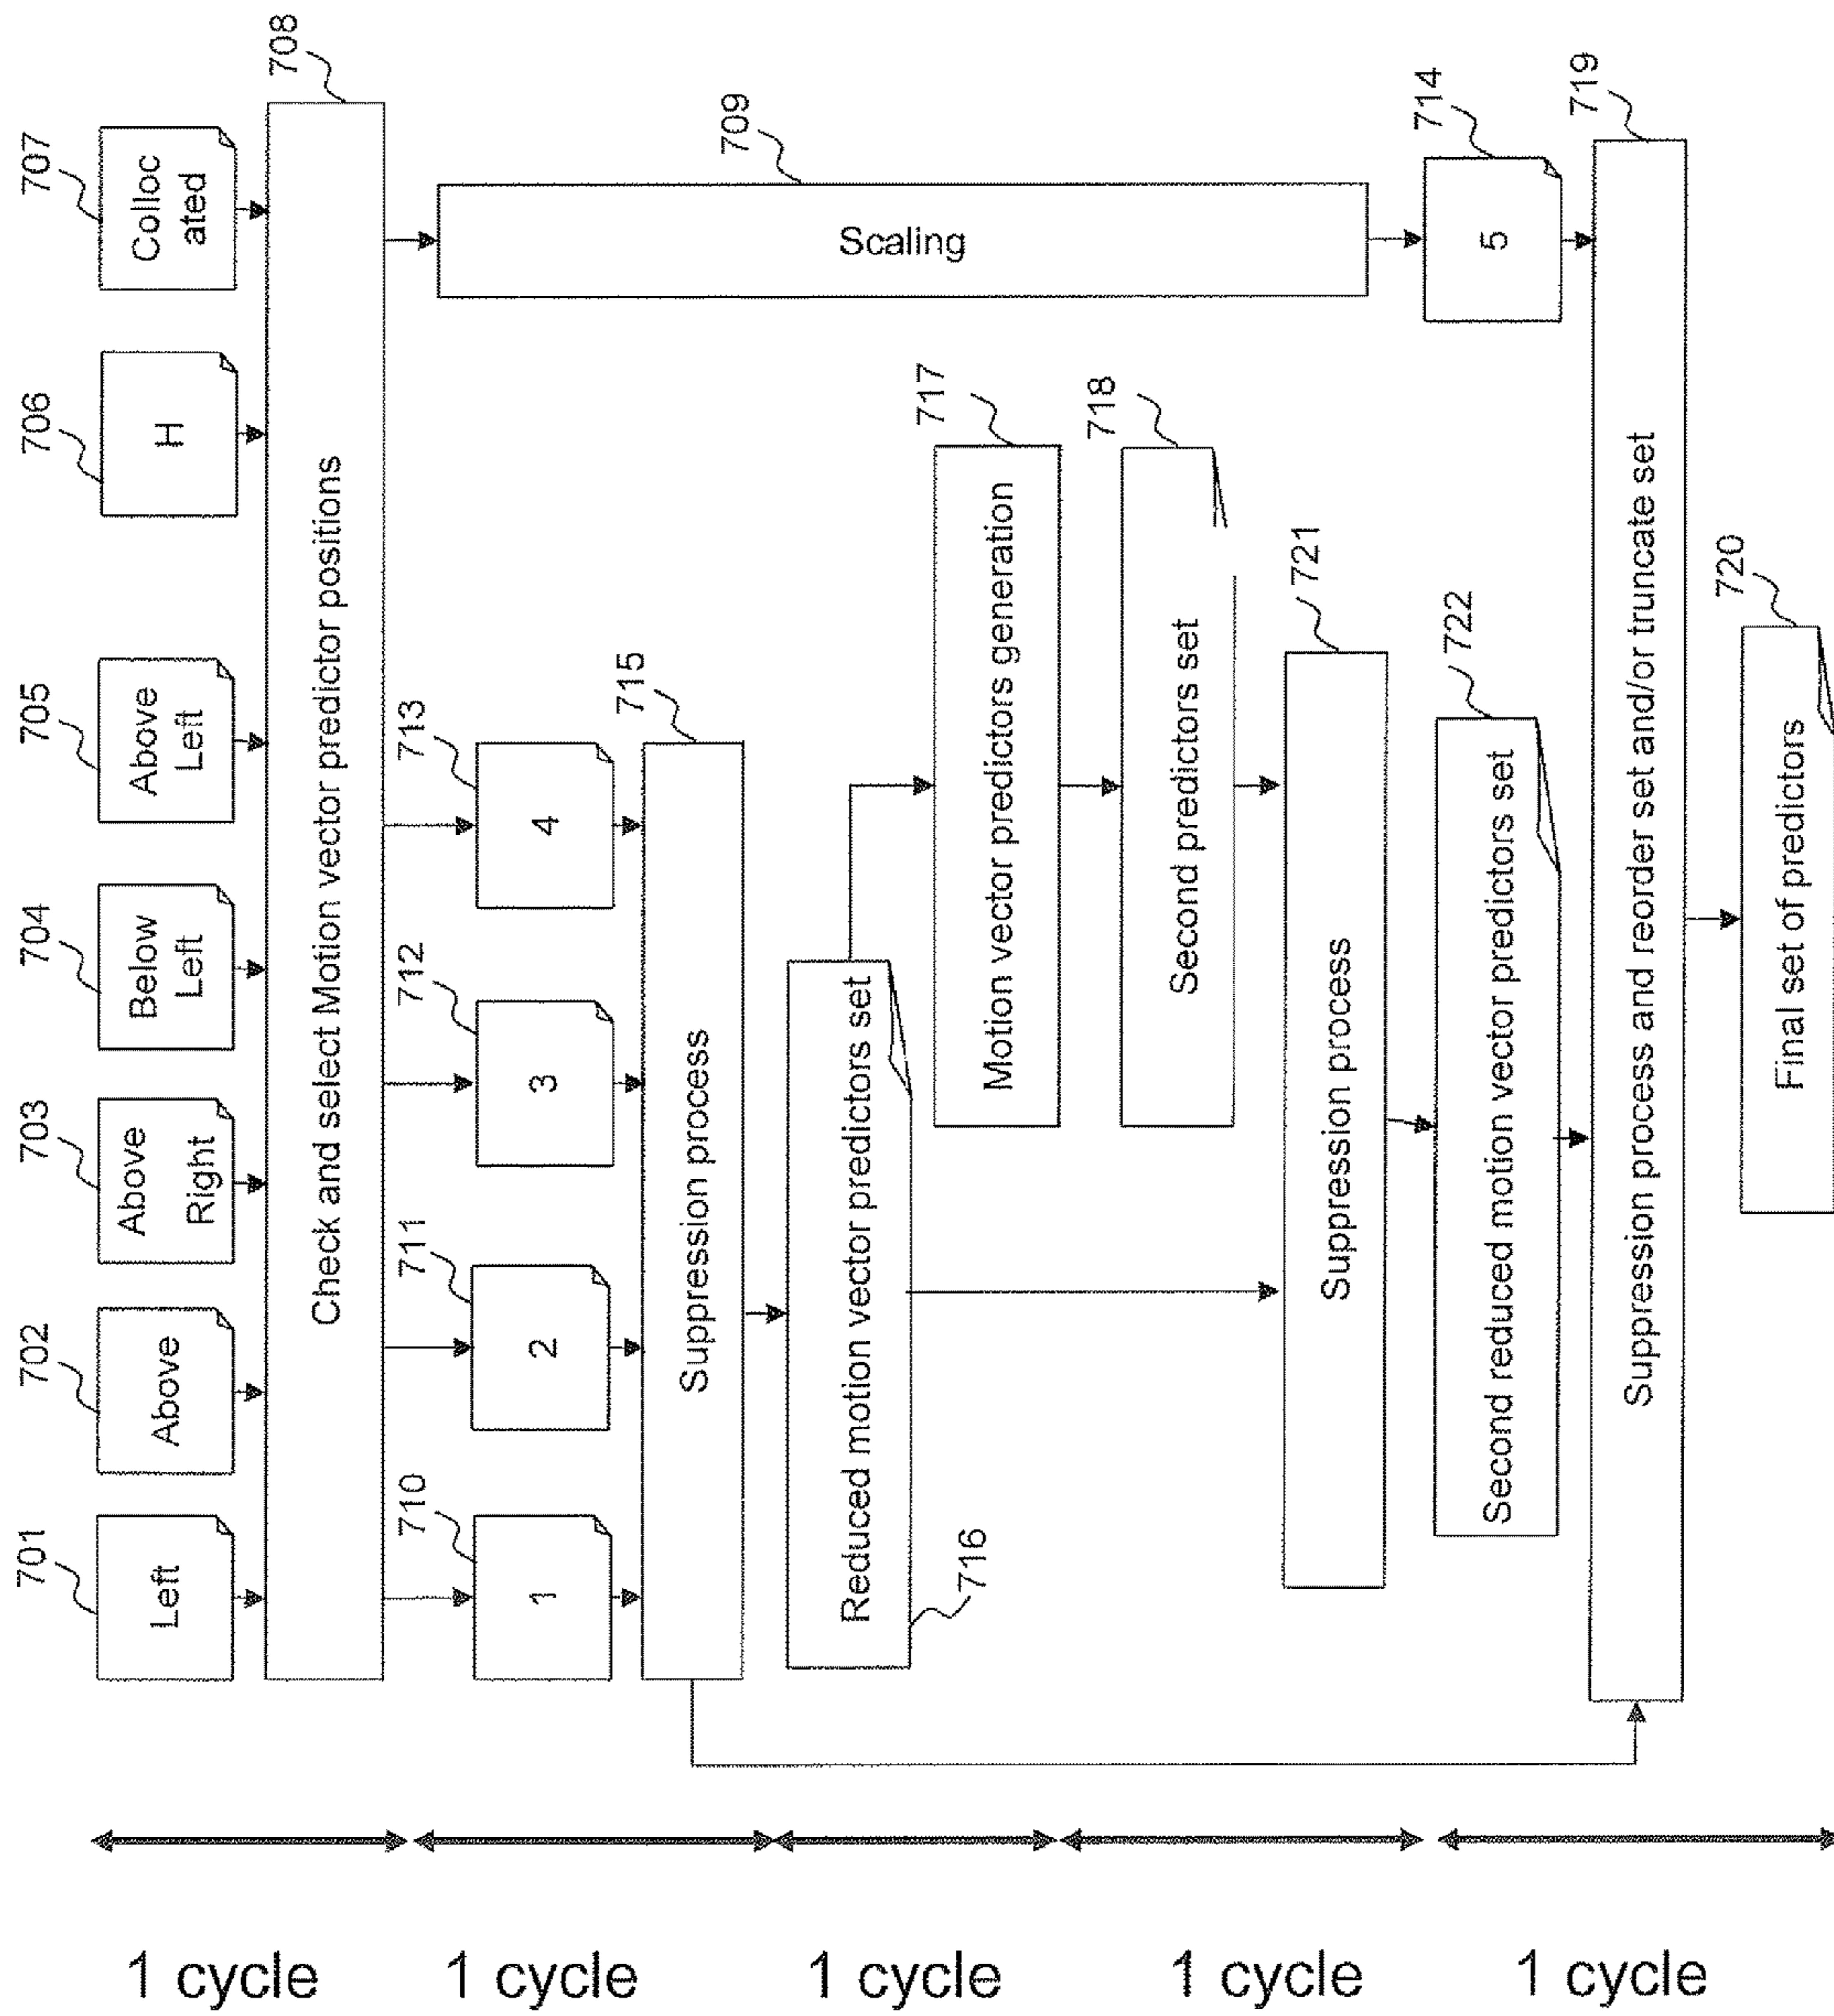 701
702
703
704
705
706
707
Left
Above
Above
Right
Below
Left
Above
Left
H
Colloc
ated
708
Check and select Motion vector predictor positions
710
711
712
713
1
2
3
4
709
Scaling
715
Suppression process
Reduced motion vector predictors set
716
717
Motion vector predictors generation
718
Second predictors set
721
Suppression process
722
Second reduced motion vector predictors set
714
5
719
Suppression process and reorder set and/or truncate set
720
Final set of predictors
1 cycle
1 cycle
1 cycle
1 cycle
1 cycle